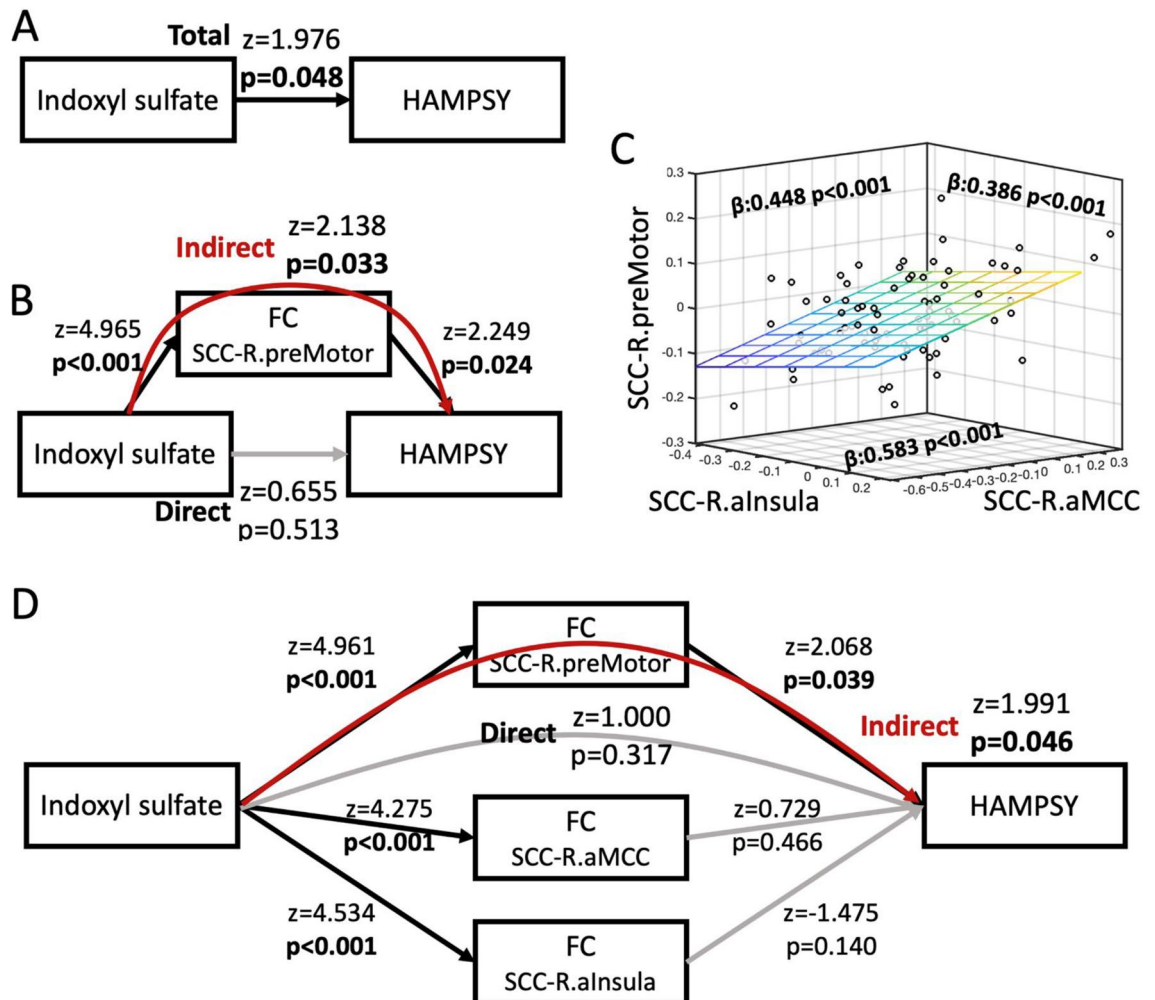 A
Total z=1.976
p=0.048
Indoxyl sulfate
HAMPSY
B
Indirect
z=2.138
p=0.033
z=4.965
p<0.001
FC
SCC-R.preMotor
z=2.249
p=0.024
Indoxyl sulfate
HAMPSY
Direct
z=0.655
p=0.513
C
SCC-R.preMotor
0.3
0.2
0.1
0
-0.1
-0.2
-0.3
β:0.448 p<0.001
β:0.386 p<0.001
β:0.583 p<0.001
-0.4 -0.3 -0.2 -0.1 0 0.1 0.2
-0.6-0.5-0.4-0.3-0.2-0.10 0.1 0.2 0.3
SCC-R.aInsula
SCC-R.aMCC
D
z=4.961
p<0.001
FC
SCC-R.preMotor
z=2.068
p=0.039
Direct
z=1.000
p=0.317
Indirect
z=1.991
p=0.046
Indoxyl sulfate
z=4.275
p<0.001
FC
SCC-R.aMCC
z=0.729
p=0.466
HAMPSY
z=4.534
p<0.001
FC
SCC-R.aInsula
z=-1.475
p=0.140